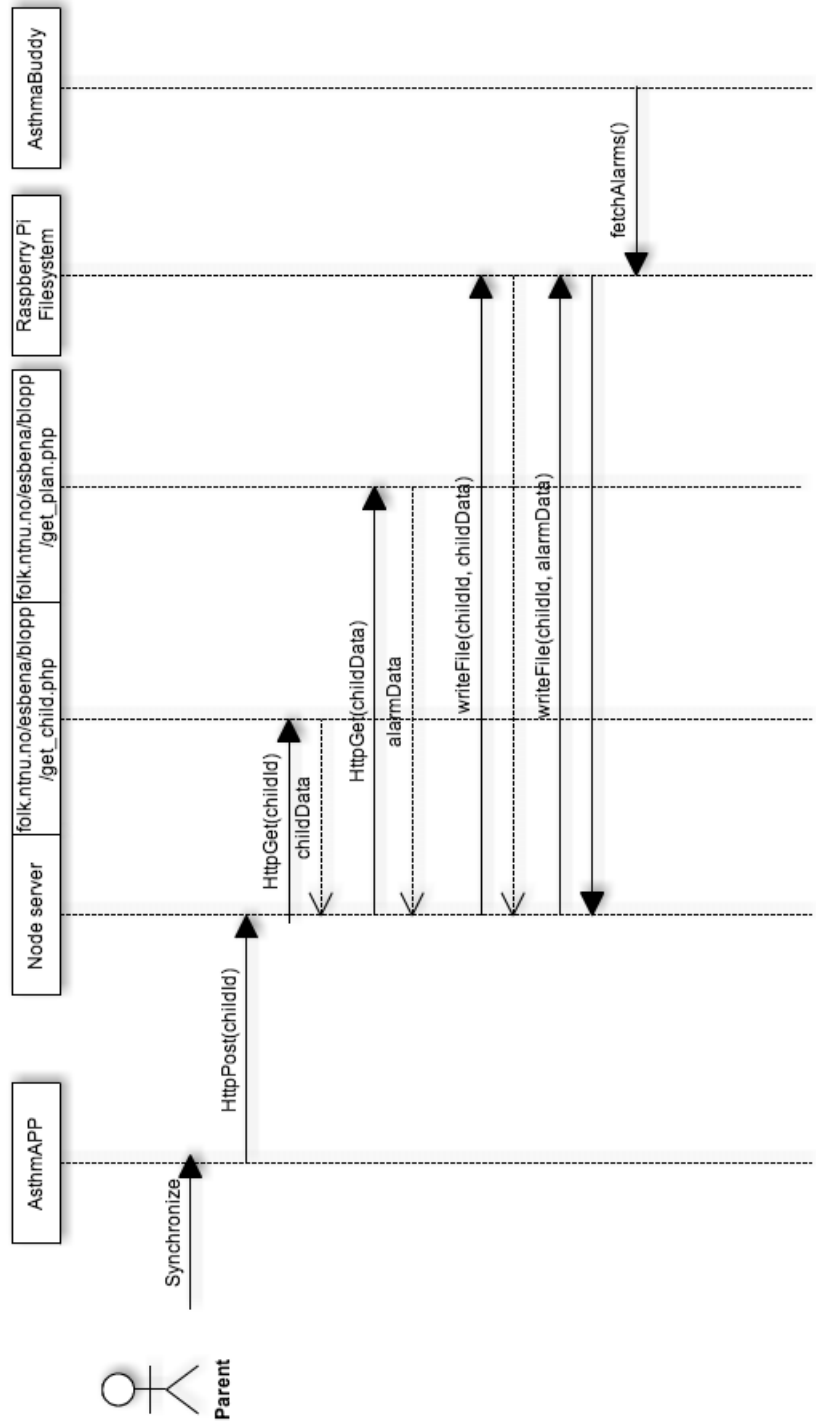 Parent
AsthmAPP
Node server
folk.ntnu.no/esbena/blopp
/get_child.php
folk.ntnu.no/esbena/blopp
/get_plan.php
Raspberry Pi
Filesystem
AsthmaBuddy
Synchronize
HttpPost(childId)
HttpGet(childId)
childData
HttpGet(childData)
alarmData
writeFile(childId, childData)
writeFile(childId, alarmData)
fetchAlarms()